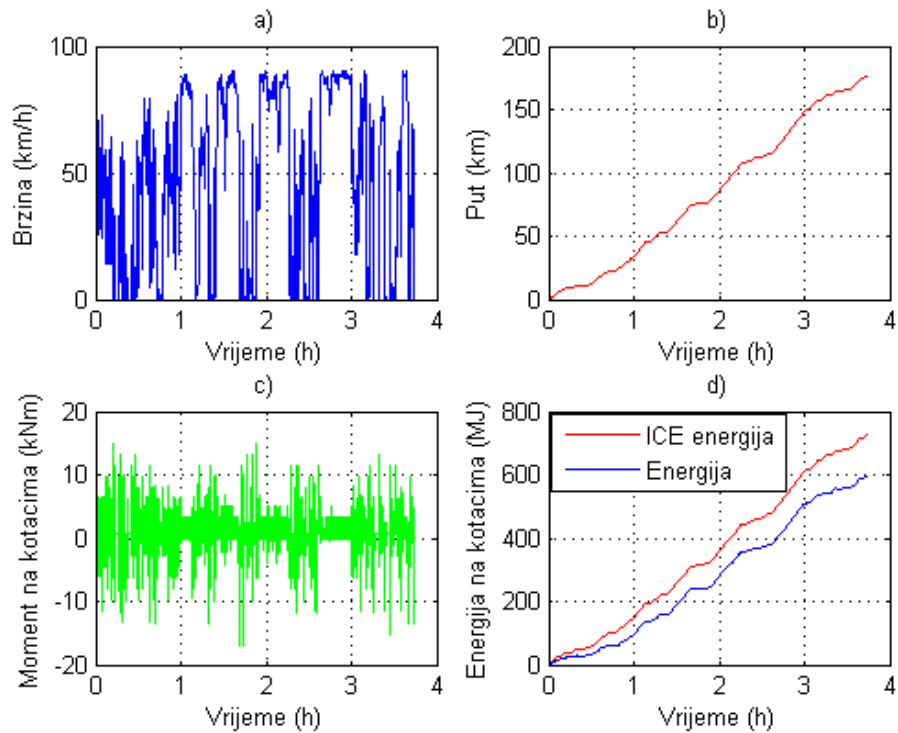 a)
100
50
0
Brzina (km/h)
0 1 2 3 4
Vrijeme (h)
b)
200
150
100
50
0
Put (km)
0 1 2 3 4
Vrijeme (h)
c)
20
10
0
-10
-20
Moment na kotacima (kNm)
0 1 2 3 4
Vrijeme (h)
d)
800
600
400
200
0
Energija na kotacima (MJ)
ICE energija
Energija
0 1 2 3 4
Vrijeme (h)